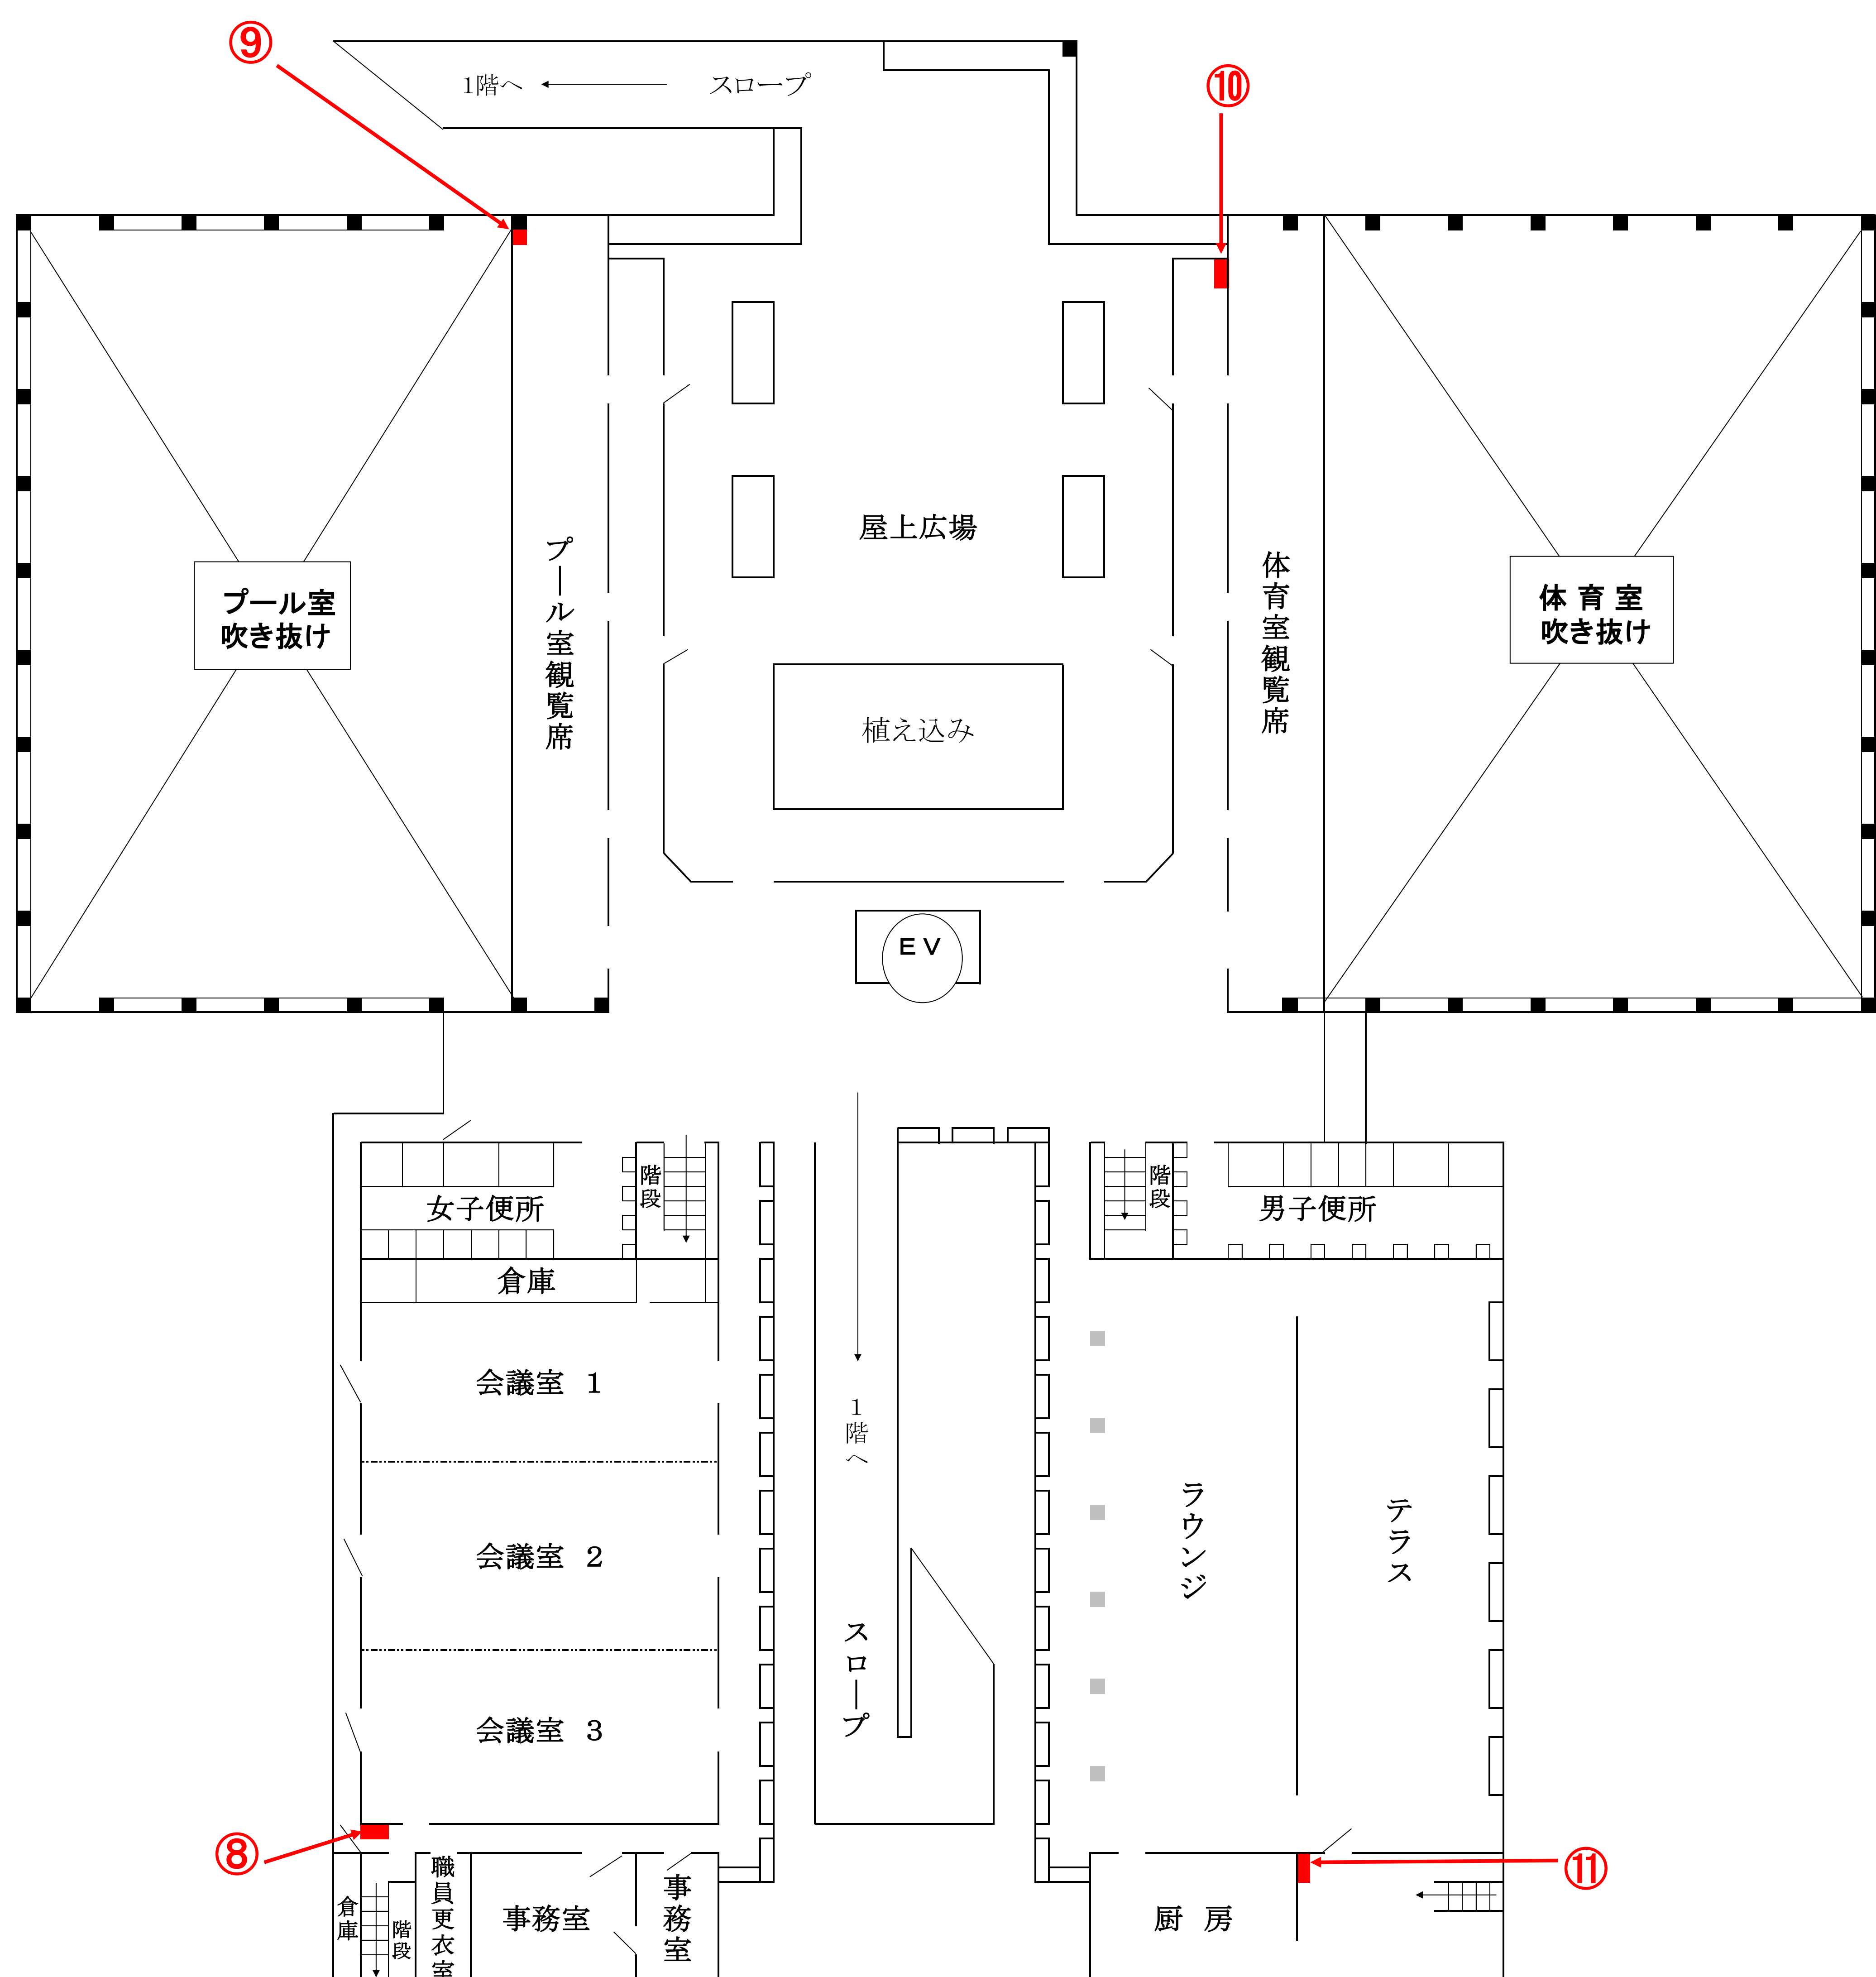 ⑨
⑩
1階へ
スロープ
屋上広場
プール室観覧席
体育室観覧席
プール室
吹き抜け
体 育 室
吹き抜け
植え込み
ＥＶ
階段
階段
女子便所
男子便所
倉庫
会議室　1
1階へ
会議室　2
ラウンジ
テラス
スロープ
会議室　3
⑧
⑪
職員更衣室
事務室
倉庫
階段
事務室
厨 房